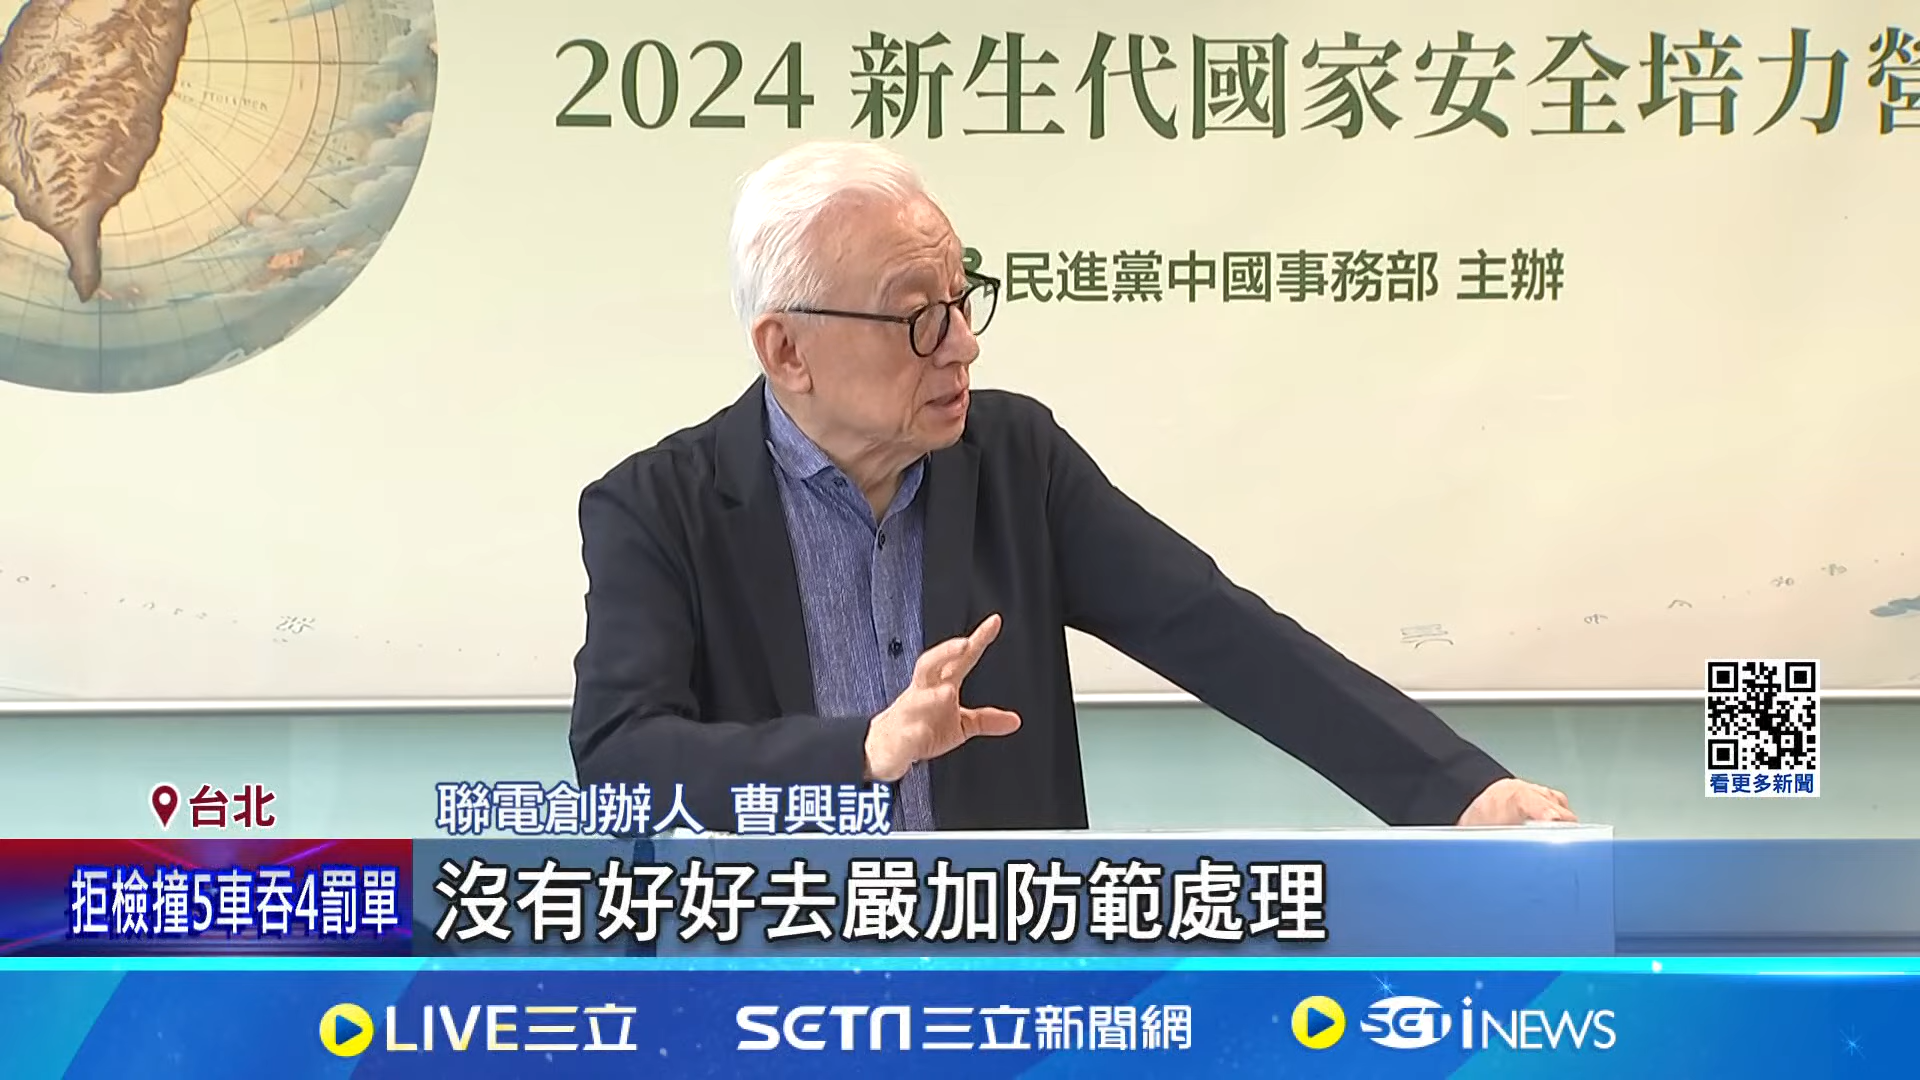 2024 新生代國家安全培力營
民進黨中國事務部 主辦
看更多新聞
台北
聯電創辦人 曹興誠
拒檢撞5車吞4罰單
沒有好好去嚴加防範處理
LIVE三立
SETN三立新聞網
SET iNEWS